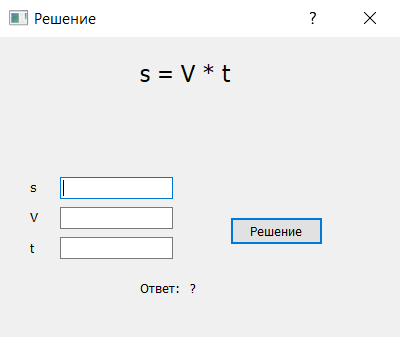 Решение ?
s = V * t
s
V
t
Решение
Ответ: ?